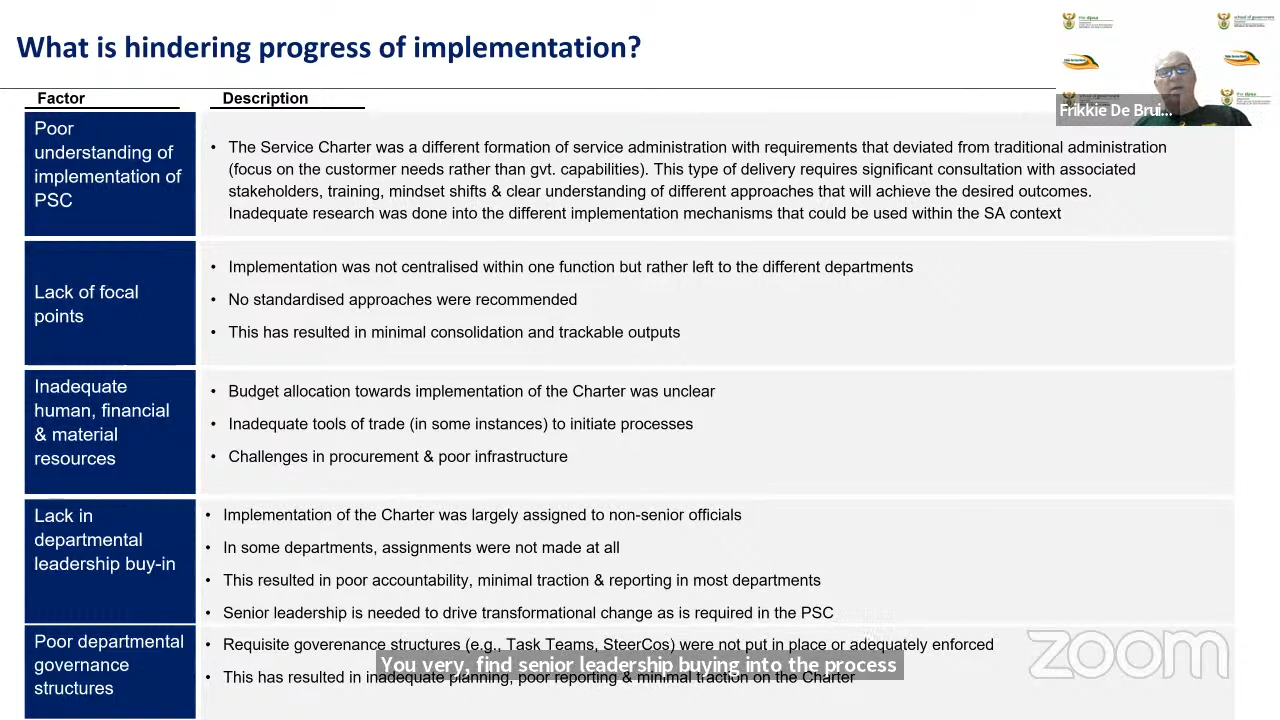 What is hindering progress of implementation?
Factor
Description
Poor
understanding of
implementation of
PSC
• The Service Charter was a different formation of service administration with requirements that deviated from traditional administration
(focus on the custormer needs rather than gvt. capabilities). This type of delivery requires significant consultation with associated
stakeholders, training, mindset shifts & clear understanding of different approaches that will achieve the desired outcomes.
Inadequate research was done into the different implementation mechanisms that could be used within the SA context
Lack of focal
points
• Implementation was not centralised within one function but rather left to the different departments
• No standardised approaches were recommended
• This has resulted in minimal consolidation and trackable outputs
Inadequate
human, financial
& material
resources
• Budget allocation towards implementation of the Charter was unclear
• Inadequate tools of trade (in some instances) to initiate processes
• Challenges in procurement & poor infrastructure
Lack in
departmental
leadership buy-in
• Implementation of the Charter was largely assigned to non-senior officials
• In some departments, assignments were not made at all
• This resulted in poor accountability, minimal traction & reporting in most departments
• Senior leadership is needed to drive transformational change as is required in the PSC
Poor departmental
governance
structures
• Requisite goverenance structures (e.g., Task Teams, SteerCos) were not put in place or adequately enforced
• This has resulted in inadequate planning, poor reporting & minimal traction on the Charter
You very, find senior leadership buying into the process
Frikkie De Brui...
the dpsa
zoom